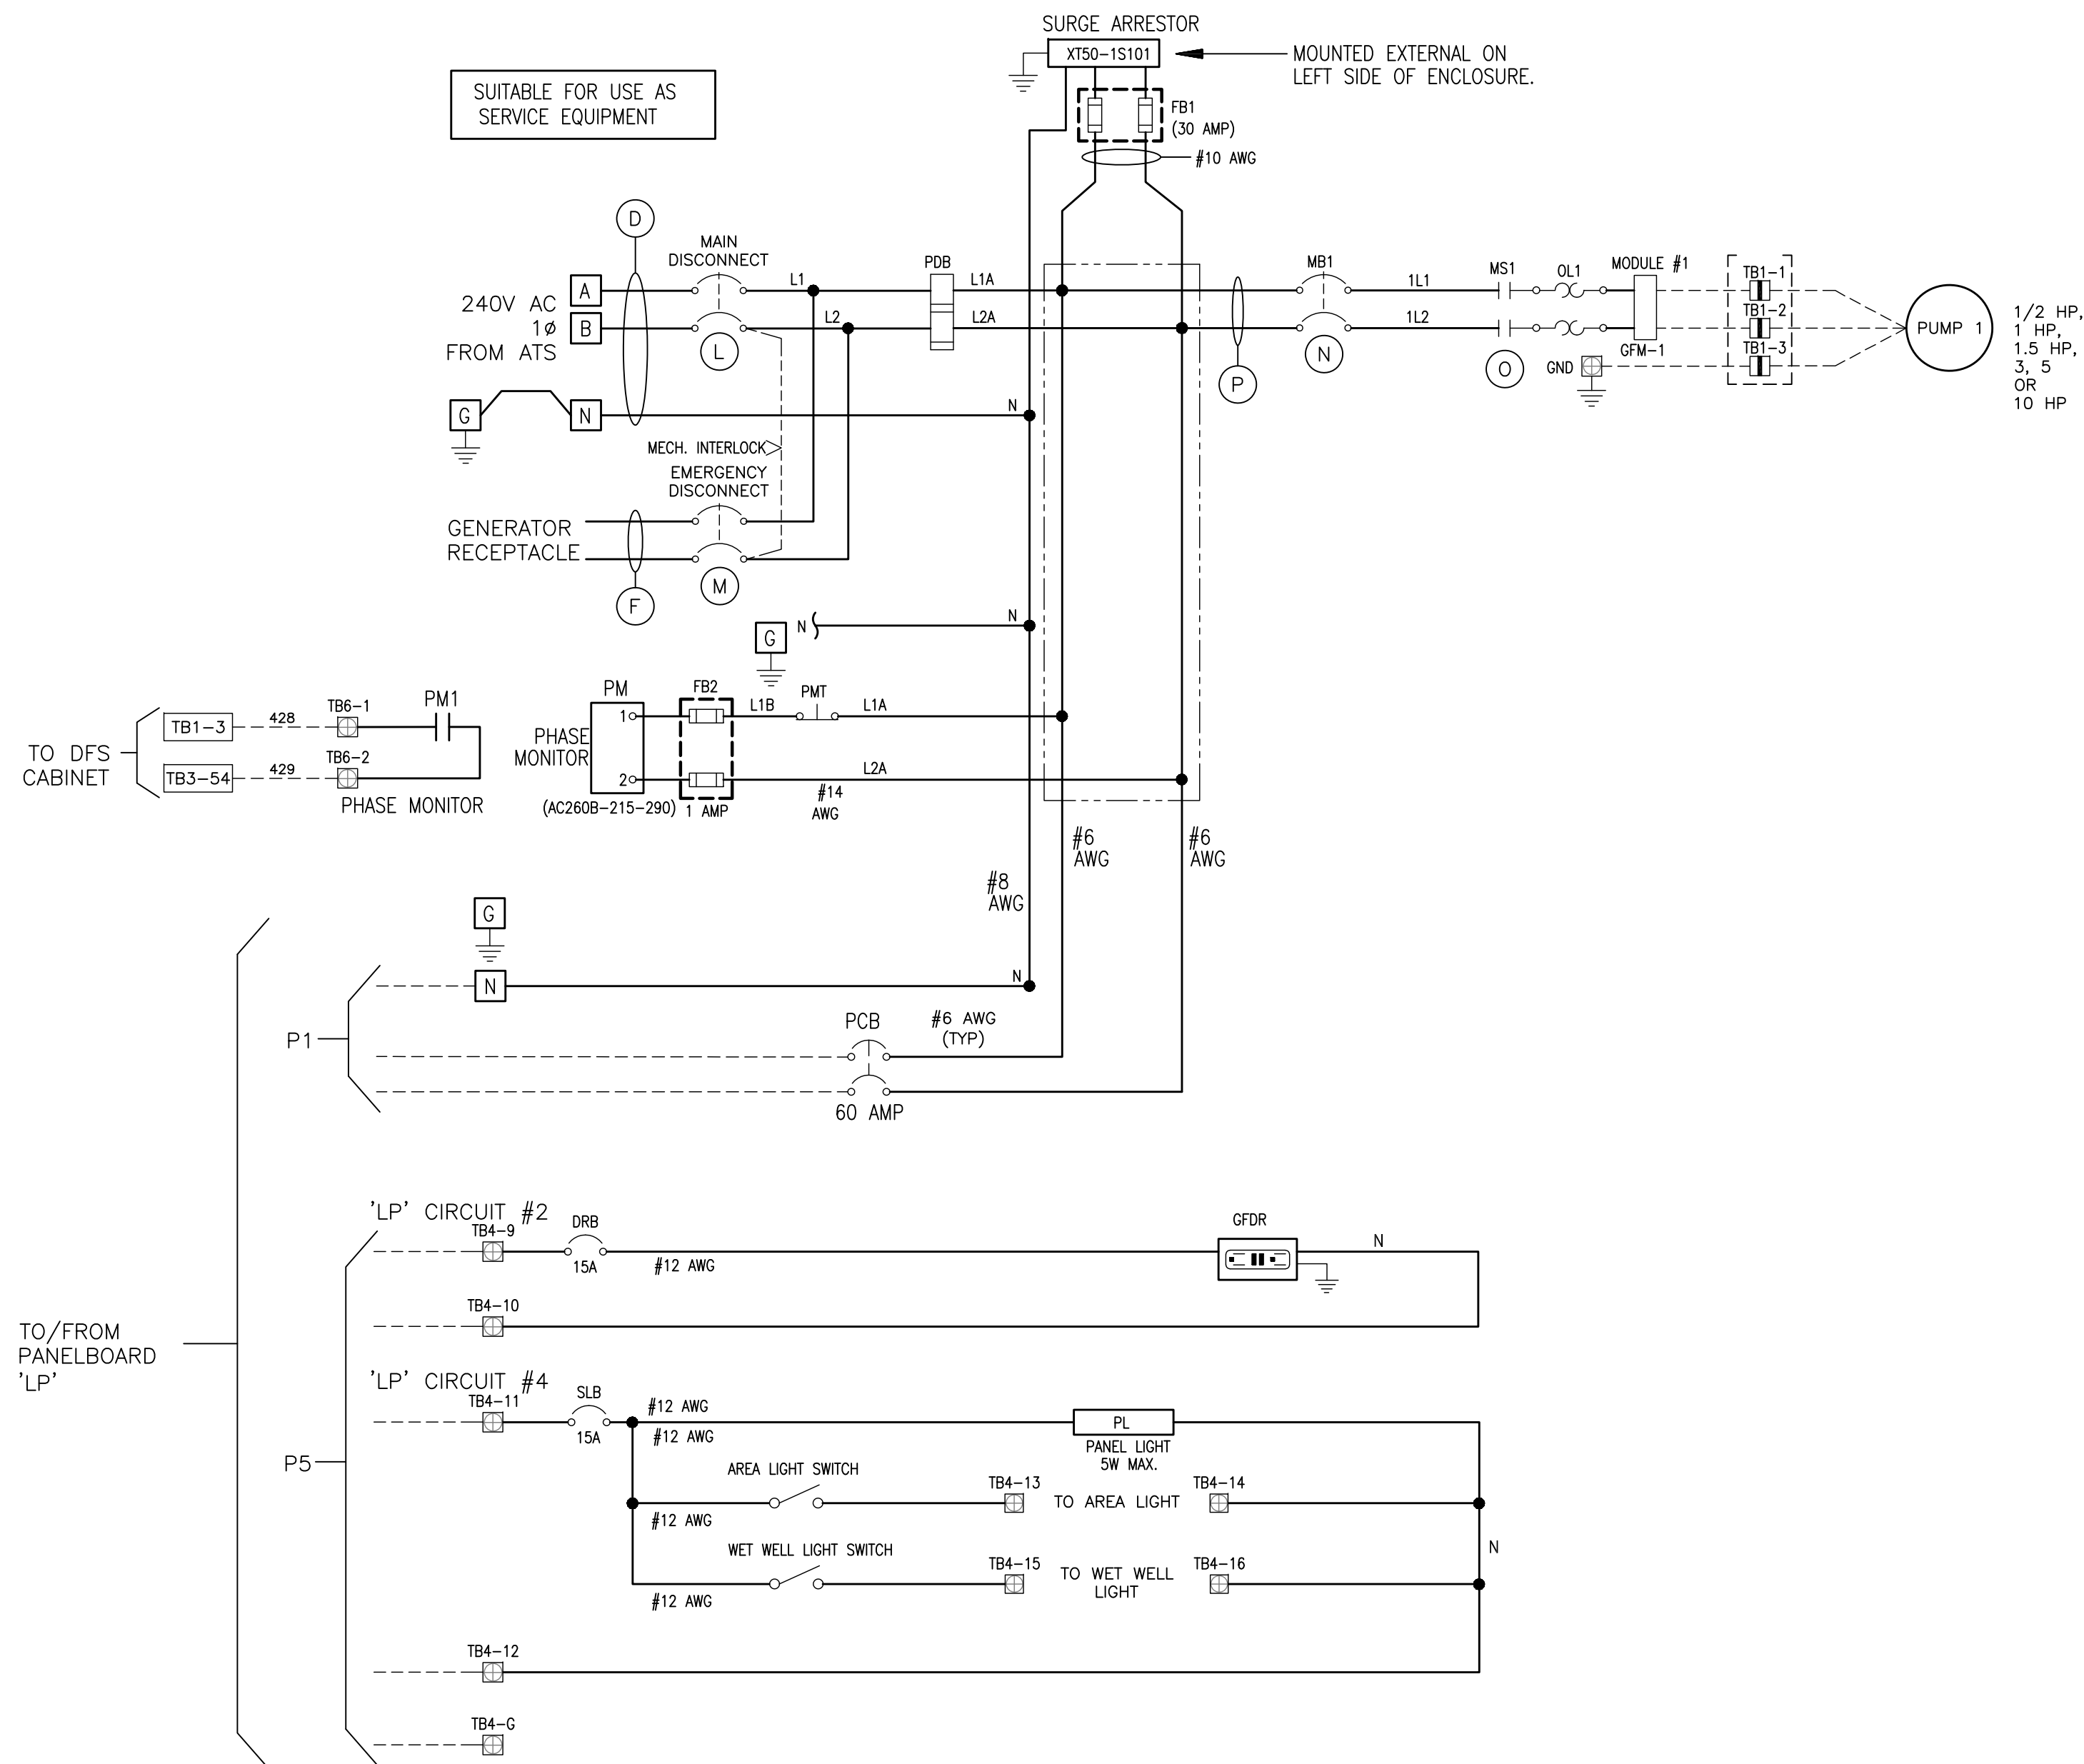 SURGE ARRESTOR
XT50-1S101
MOUNTED EXTERNAL ON
LEFT SIDE OF ENCLOSURE.
SUITABLE FOR USE AS
SERVICE EQUIPMENT
FB1
(30 AMP)
#10 AWG
D
MAIN
DISCONNECT
240V AC
1ø
FROM ATS
A
B
L1
L2
L
PDB
L1A
L2A
P
MB1
N
1L1
1L2
MS1
O
OL1
MODULE #1
GFM-1
GND
TB1-1
TB1-2
TB1-3
PUMP 1
1/2 HP,
1 HP,
1.5 HP,
3, 5
OR
10 HP
G
N
N
MECH. INTERLOCK
EMERGENCY
DISCONNECT
GENERATOR
RECEPTACLE
F
M
G
N
N
TO DFS
CABINET
TB1-3
428
TB6-1
PM1
TB3-54
429
TB6-2
PHASE MONITOR
PM
1
2
PHASE
MONITOR
(AC260B-215-290)
FB2
1 AMP
L1B
PMT
L1A
L2A
#14
AWG
#6
AWG
#6
AWG
#8
AWG
G
N
N
P1
PCB
60 AMP
#6 AWG
(TYP)
TO/FROM
PANELBOARD
'LP'
P5
'LP' CIRCUIT #2
TB4-9
DRB
15A
#12 AWG
GFDR
N
TB4-10
'LP' CIRCUIT #4
TB4-11
SLB
15A
#12 AWG
#12 AWG
PL
PANEL LIGHT
5W MAX.
AREA LIGHT SWITCH
#12 AWG
TB4-13
TO AREA LIGHT
TB4-14
WET WELL LIGHT SWITCH
#12 AWG
TB4-15
TO WET WELL
LIGHT
TB4-16
N
TB4-12
TB4-G